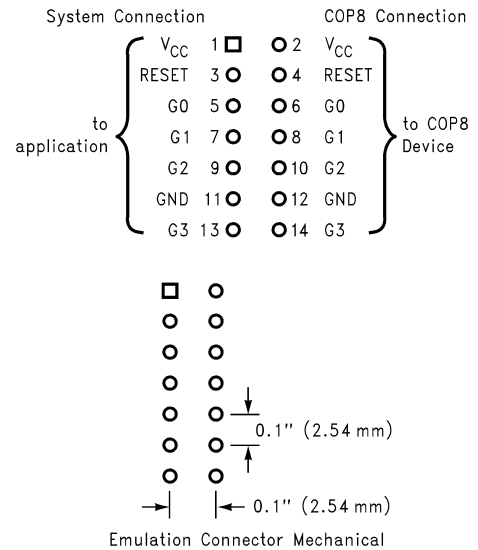 System Connection COP8 Connection
VCC 1 2 VCC
RESET 3 4 RESET
G0 5 6 G0
to application
G1 7 8 G1
to COP8 Device
G2 9 10 G2
GND 11 12 GND
G3 13 14 G3
0.1" (2.54 mm)
0.1" (2.54 mm)
Emulation Connector Mechanical